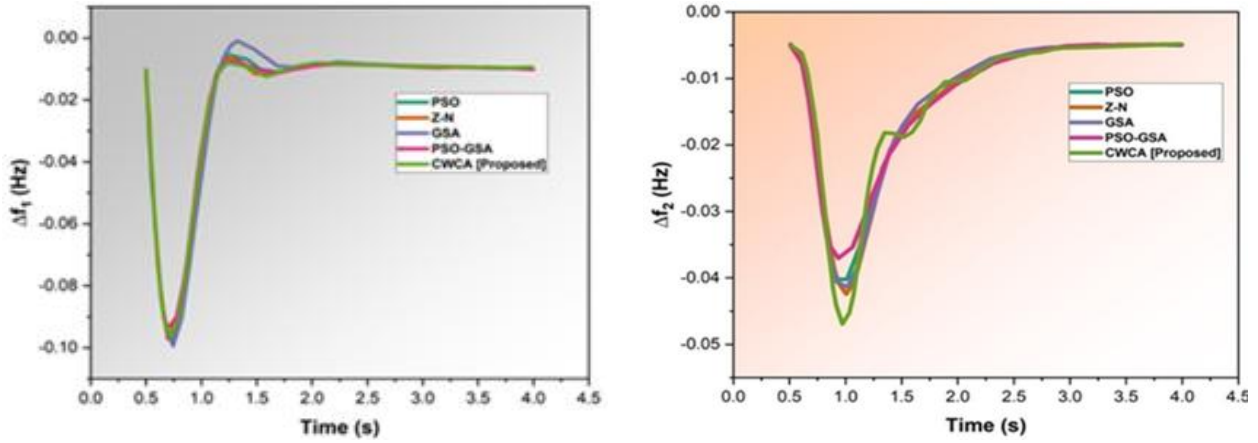 0.00
-0.02
-0.04
-0.06
-0.08
-0.10
Δf₁ (Hz)
PSO
Z-N
GSA
PSO-GSA
CWCA [Proposed]
0.0 0.5 1.0 1.5 2.0 2.5 3.0 3.5 4.0 4.5
Time (s)
0.00
-0.01
-0.02
-0.03
-0.04
-0.05
Δf₂ (Hz)
PSO
Z-N
GSA
PSO-GSA
CWCA [Proposed]
0.0 0.5 1.0 1.5 2.0 2.5 3.0 3.5 4.0 4.5
Time (s)